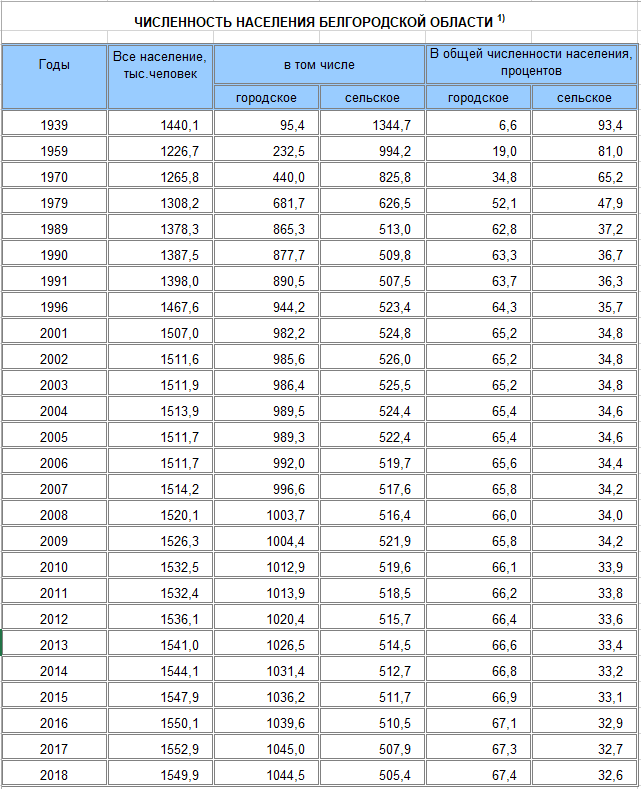 ЧИСЛЕННОСТЬ НАСЕЛЕНИЯ БЕЛГОРОДСКОЙ ОБЛАСТИ 1)
Годы Все население, тыс.человек в том числе В общей численности населения, процентов
городское сельское городское сельское
1939 1440,1 95,4 1344,7 6,6 93,4
1959 1226,7 232,5 994,2 19,0 81,0
1970 1265,8 440,0 825,8 34,8 65,2
1979 1308,2 681,7 626,5 52,1 47,9
1989 1378,3 865,3 513,0 62,8 37,2
1990 1387,5 877,7 509,8 63,3 36,7
1991 1398,0 890,5 507,5 63,7 36,3
1996 1467,6 944,2 523,4 64,3 35,7
2001 1507,0 982,2 524,8 65,2 34,8
2002 1511,6 985,6 526,0 65,2 34,8
2003 1511,9 986,4 525,5 65,2 34,8
2004 1513,9 989,5 524,4 65,4 34,6
2005 1511,7 989,3 522,4 65,4 34,6
2006 1511,7 992,0 519,7 65,6 34,4
2007 1514,2 996,6 517,6 65,8 34,2
2008 1520,1 1003,7 516,4 66,0 34,0
2009 1526,3 1004,4 521,9 65,8 34,2
2010 1532,5 1012,9 519,6 66,1 33,9
2011 1532,4 1013,9 518,5 66,2 33,8
2012 1536,1 1020,4 515,7 66,4 33,6
2013 1541,0 1026,5 514,5 66,6 33,4
2014 1544,1 1031,4 512,7 66,8 33,2
2015 1547,9 1036,2 511,7 66,9 33,1
2016 1550,1 1039,6 510,5 67,1 32,9
2017 1552,9 1045,0 507,9 67,3 32,7
2018 1549,9 1044,5 505,4 67,4 32,6